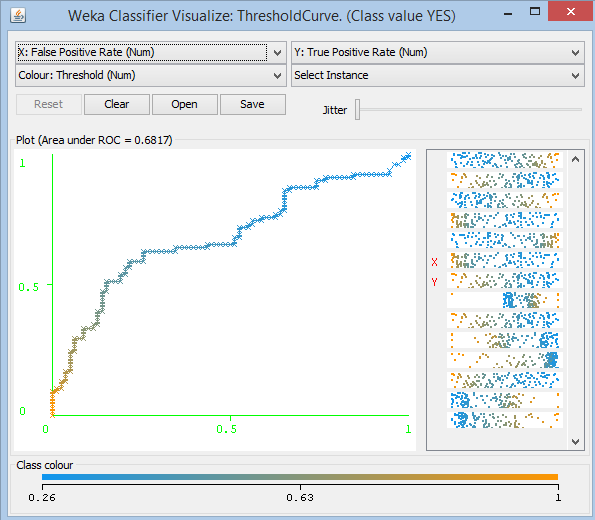 Weka Classifier Visualize: ThresholdCurve. (Class value YES)
X: False Positive Rate (Num)
Y: True Positive Rate (Num)
Colour: Threshold (Num)
Select Instance
Reset
Clear
Open
Save
Jitter
Plot (Area under ROC = 0.6817)
1
0.5
0
0
0.5
1
X
Y
Class colour
0.26
0.63
1